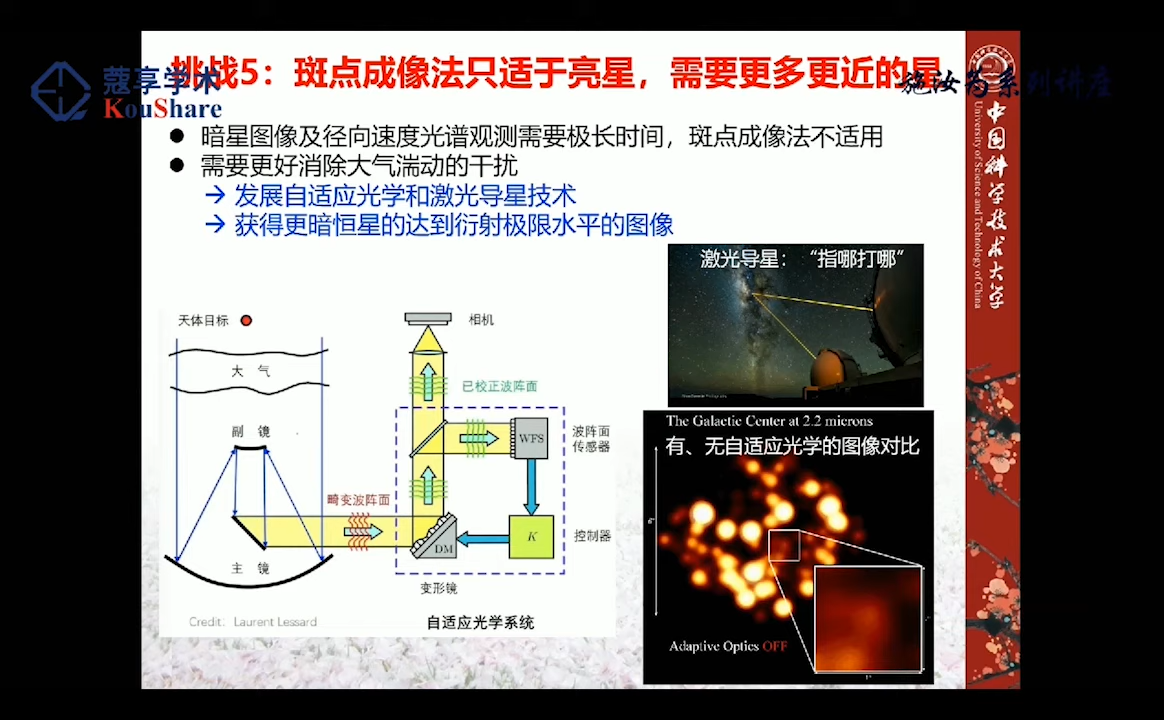 挑战5：斑点成像法只适于亮星，需要更多更近的星
蔻享学术
KouShare
施汝为系列讲座
暗星图像及径向速度光谱观测需要极长时间，斑点成像法不适用
需要更好消除大气湍动的干扰
→ 发展自适应光学和激光导星技术
→ 获得更暗恒星的达到衍射极限水平的图像
中国科学技术大学
University of Science and Technology of China
激光导星：“指哪打哪”
天体目标
大 气
副 镜
主 镜
畸变波阵面
相机
已校正波阵面
WFS
波阵面
传感器
K
控制器
DM
变形镜
Credit: Laurent Lessard
自适应光学系统
The Galactic Center at 2.2 microns
有、无自适应光学的图像对比
Adaptive Optics OFF